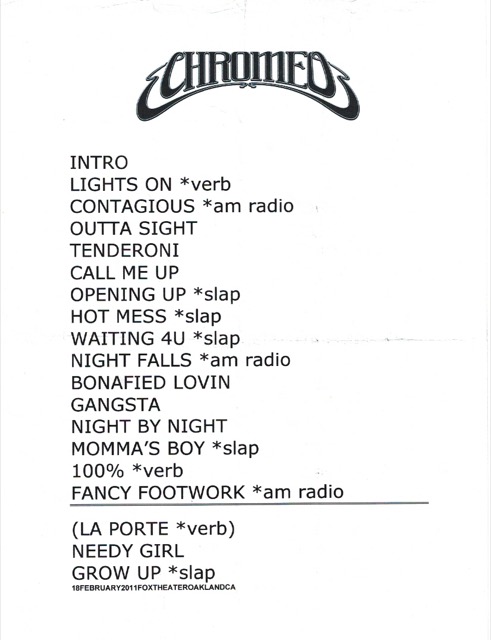 CHROMEO
INTRO
LIGHTS ON *verb
CONTAGIOUS *am radio
OUTTA SIGHT
TENDERONI
CALL ME UP
OPENING UP *slap
HOT MESS *slap
WAITING 4U *slap
NIGHT FALLS *am radio
BONAFIED LOVIN
GANGSTA
NIGHT BY NIGHT
MOMMA'S BOY *slap
100% *verb
FANCY FOOTWORK *am radio
(LA PORTE *verb)
NEEDY GIRL
GROW UP *slap
18FEBRUARY2011FOXTHEATEROAKLANDCA